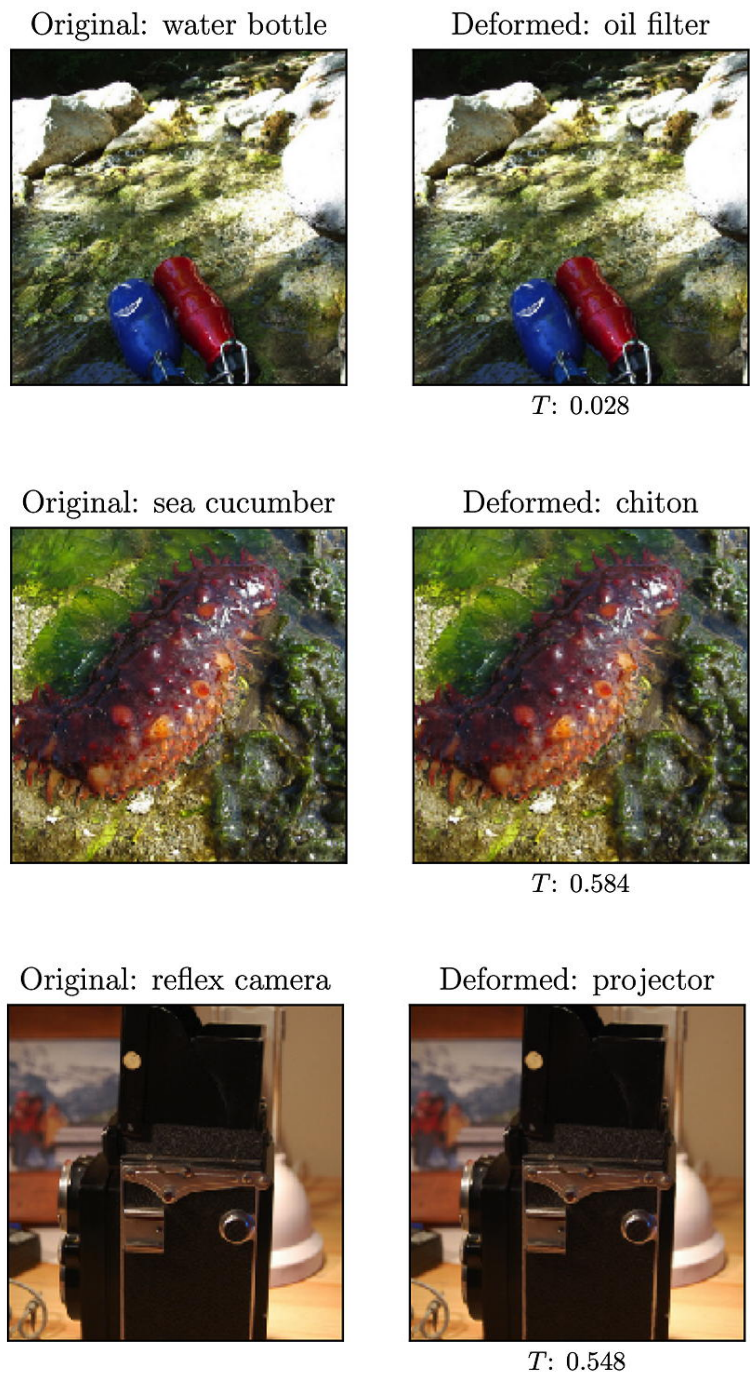 Original: water bottle
Deformed: oil filter
T: 0.028
Original: sea cucumber
Deformed: chiton
T: 0.584
Original: reflex camera
Deformed: projector
T: 0.548